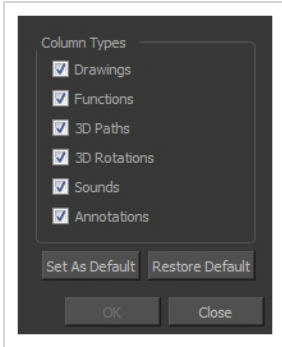 Column Types
Drawings
Functions
3D Paths
3D Rotations
Sounds
Annotations
Set As Default Restore Default
OK Close